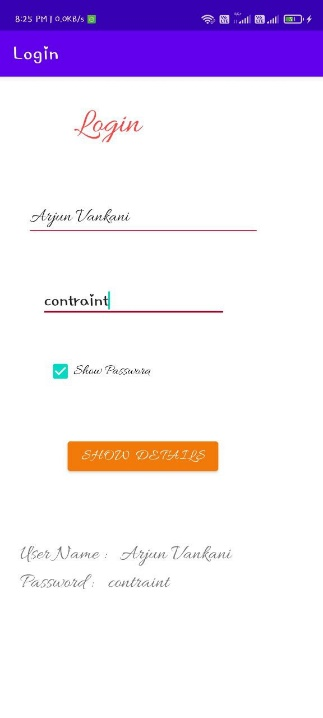 8:25 PM | 0.0KB/s
Login
Login
Arjun Vankani
contraint
Show Password
SHOW DETAILS
User Name : Arjun Vankani
Password : contraint